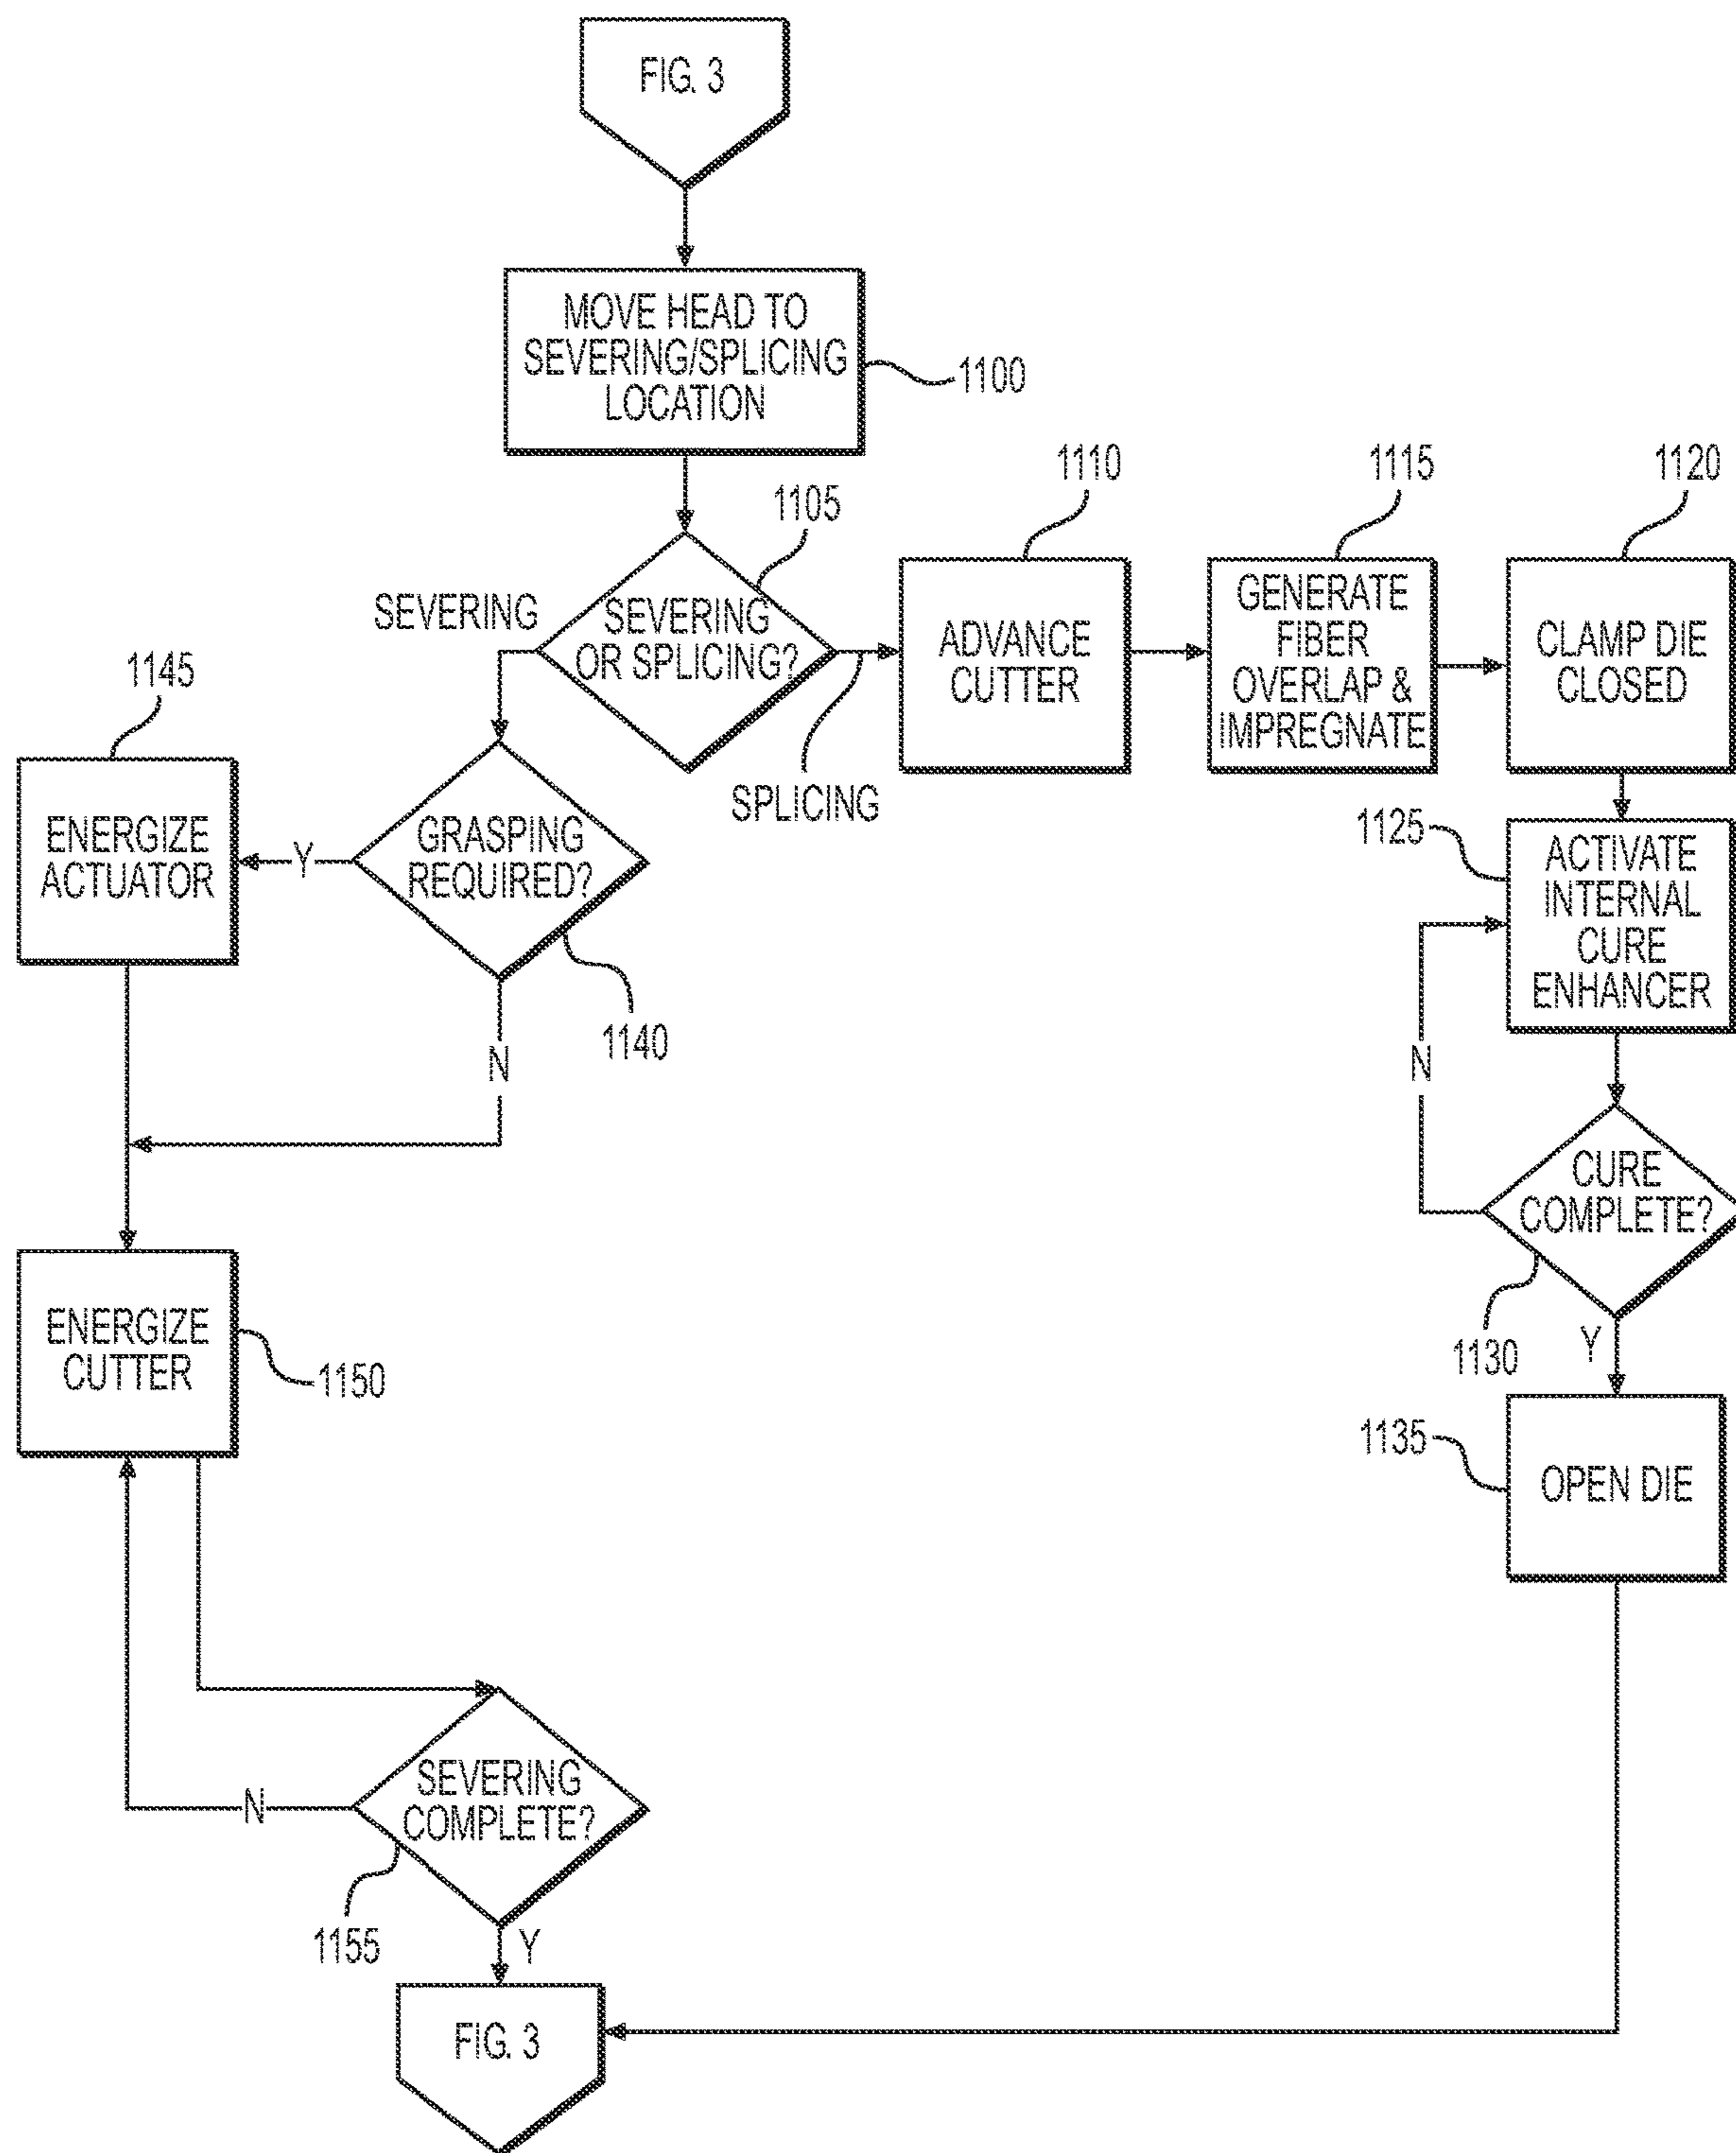 FIG. 3
MOVE HEAD TO
SEVERING/SPLICING
LOCATION
1100
1105
SEVERING
OR SPLICING?
SEVERING
SPLICING
1110
ADVANCE
CUTTER
1115
GENERATE
FIBER
OVERLAP &
IMPREGNATE
1120
CLAMP DIE
CLOSED
1125
ACTIVATE
INTERNAL
CURE
ENHANCER
N
CURE
COMPLETE?
1130
Y
1135
OPEN DIE
GRASPING
REQUIRED?
1140
Y
N
1145
ENERGIZE
ACTUATOR
ENERGIZE
CUTTER
1150
SEVERING
COMPLETE?
N
1155
Y
FIG. 3